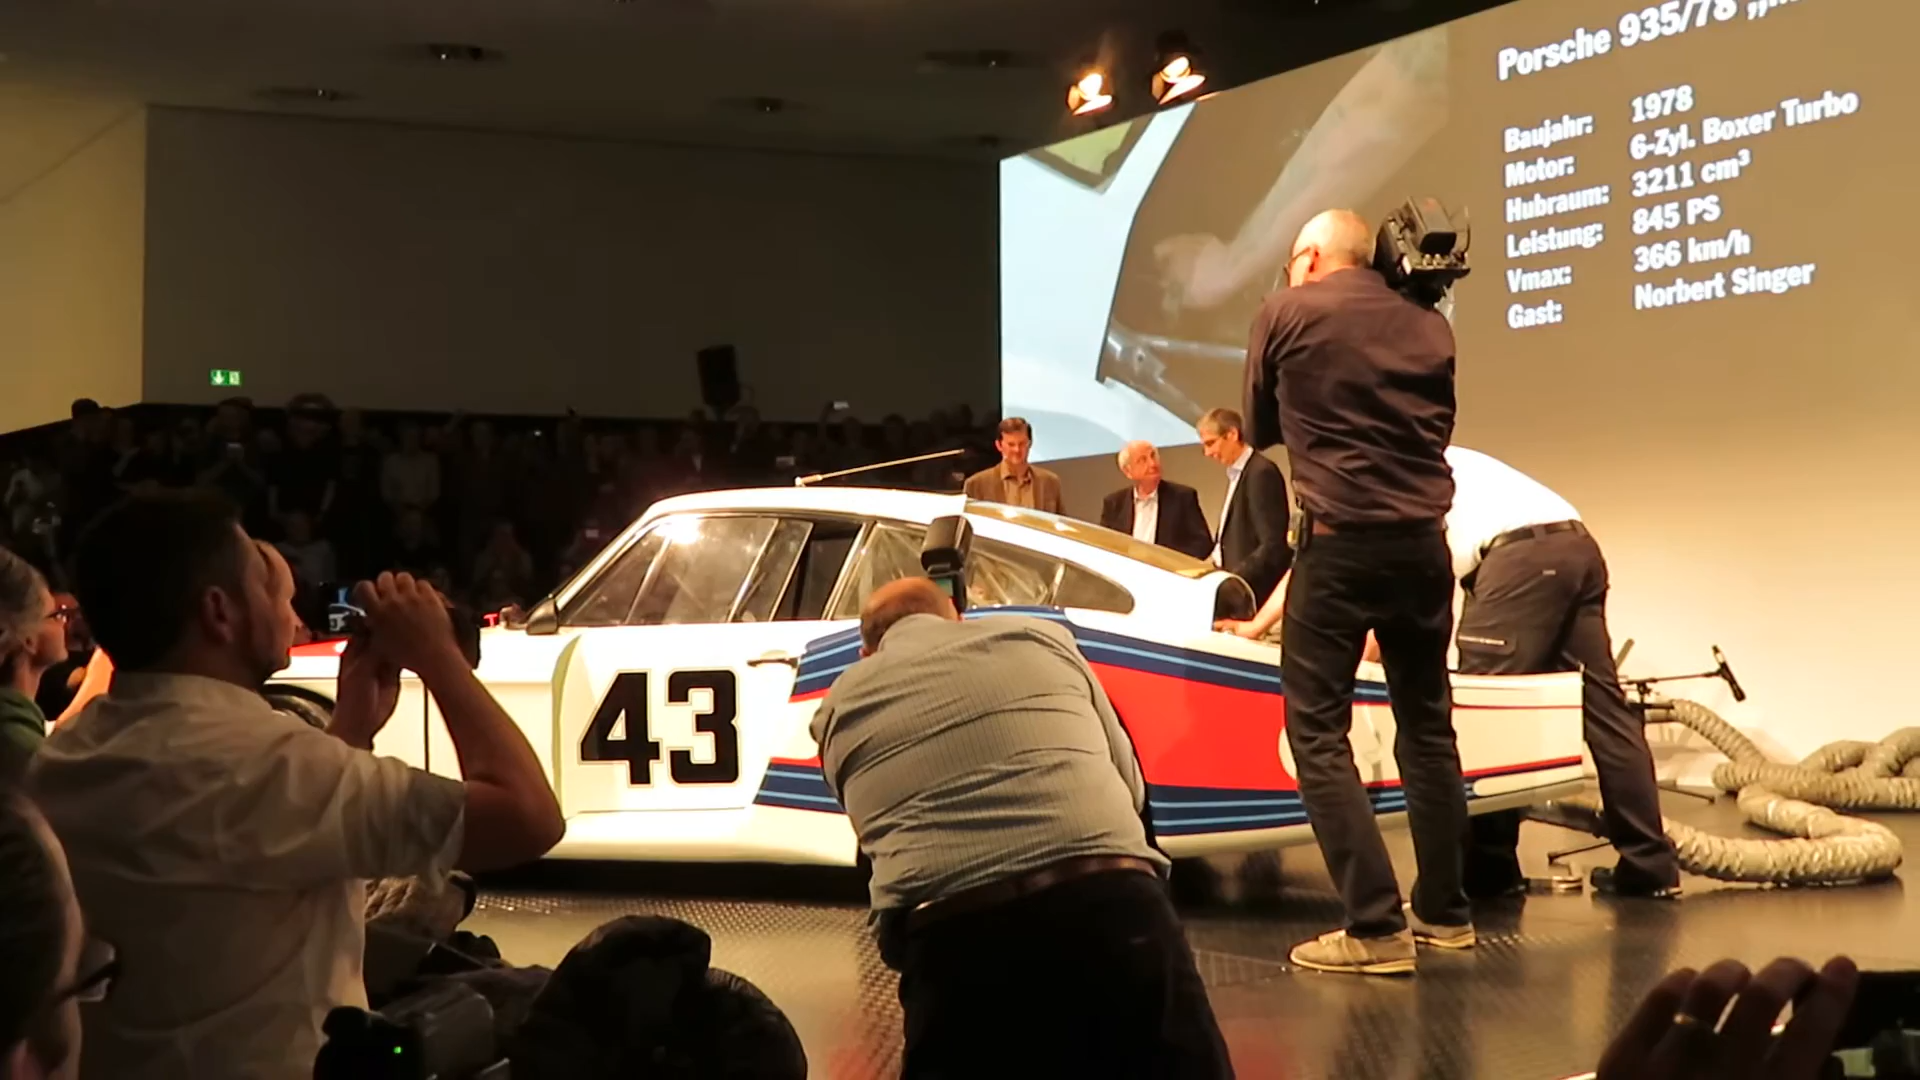 Porsche 935/78
Baujahr: 1978
Motor: 6-Zyl. Boxer Turbo
Hubraum: 3211 cm³
Leistung: 845 PS
Vmax: 366 km/h
Gast: Norbert Singer
43